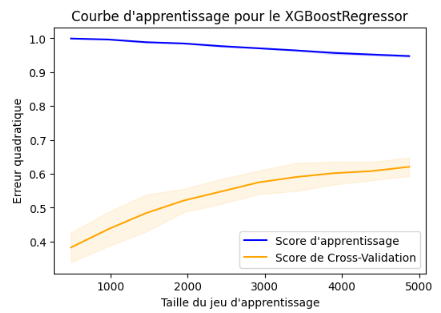 Courbe d'apprentissage pour le XGBoostRegressor
1.0
0.9
0.8
0.7
0.6
0.5
0.4
Erreur quadratique
Score d'apprentissage
Score de Cross-Validation
1000
2000
3000
4000
5000
Taille du jeu d'apprentissage